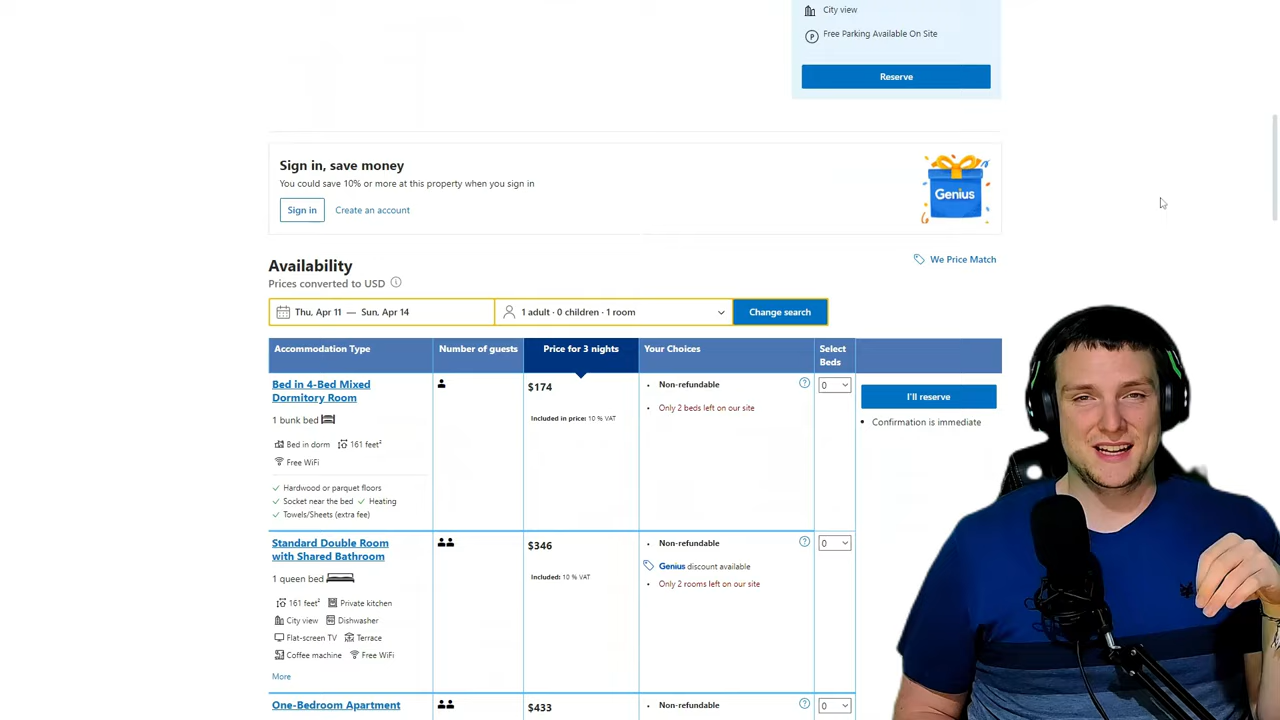 City view
Free Parking Available On Site
Reserve
Sign in, save money
You could save 10% or more at this property when you sign in
Sign in
Create an account
Genius
Availability
We Price Match
Prices converted to USD
Thu, Apr 11 — Sun, Apr 14
1 adult · 0 children · 1 room
Change search
Accommodation Type
Number of guests
Price for 3 nights
Your Choices
Select
Beds
Bed in 4-Bed Mixed
Dormitory Room
1 bunk bed
Bed in dorm 161 feet²
Free WiFi
Hardwood or parquet floors
Socket near the bed Heating
Towels/Sheets (extra fee)
$174
Included in price: 10 % VAT
Non-refundable
Only 2 beds left on our site
0
I'll reserve
Confirmation is immediate
Standard Double Room
with Shared Bathroom
1 queen bed
161 feet² Private kitchen
City view Dishwasher
Flat-screen TV Terrace
Coffee machine Free WiFi
More
$346
Included: 10 % VAT
Non-refundable
Genius discount available
Only 2 rooms left on our site
0
One-Bedroom Apartment
$433
Non-refundable
0